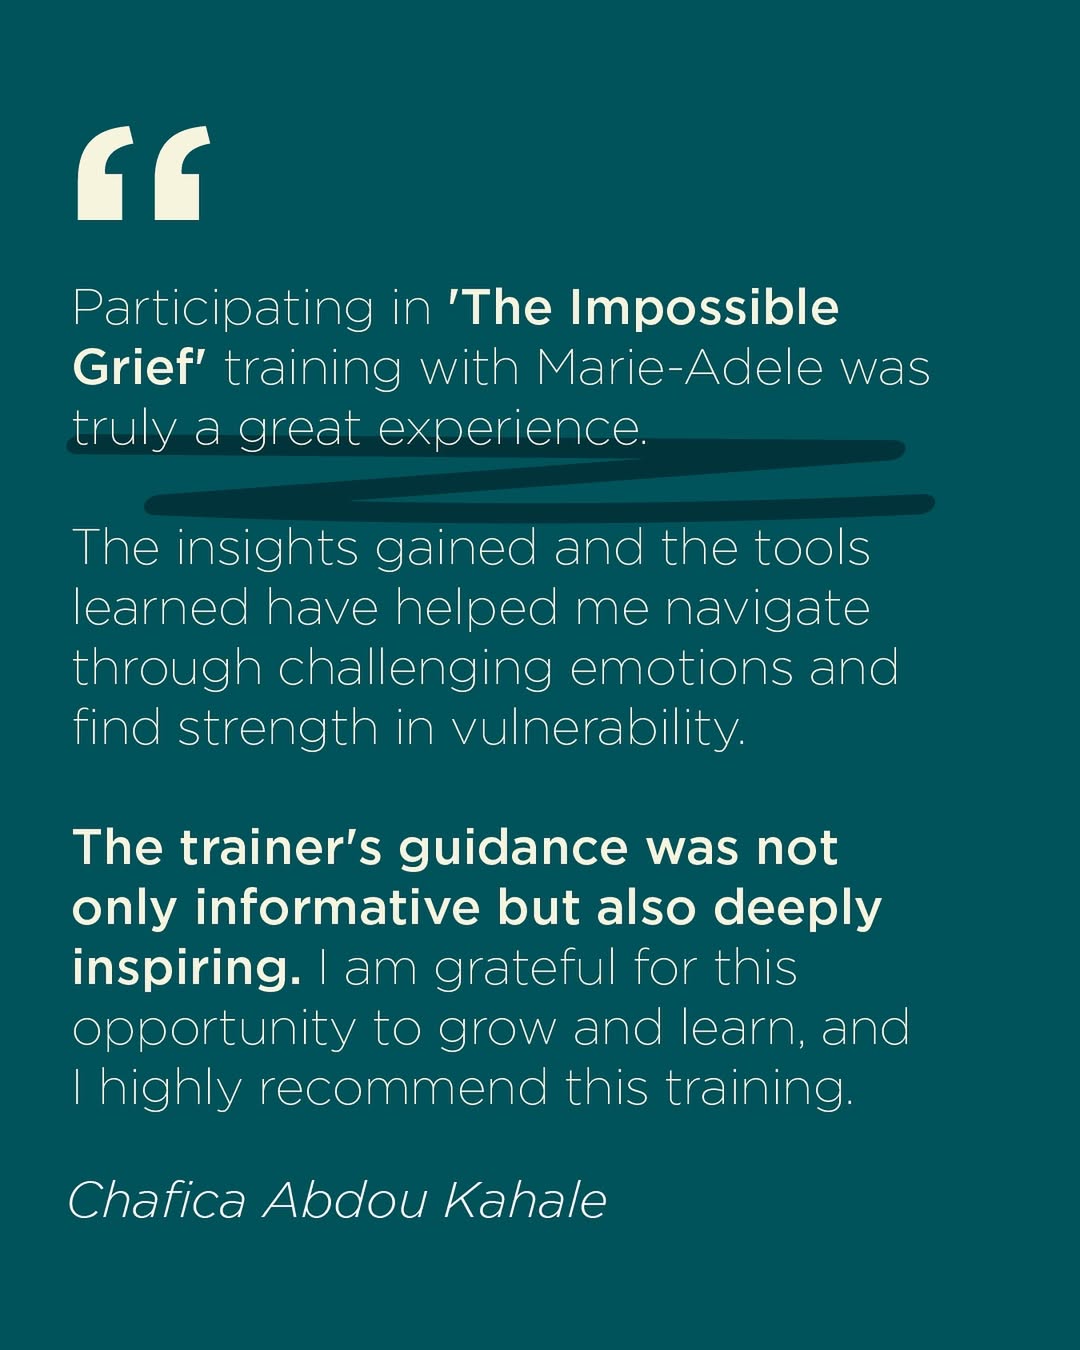 “
Participating in 'The Impossible
Grief' training with Marie-Adele was
truly a great experience.
The insights gained and the tools
learned have helped me navigate
through challenging emotions and
find strength in vulnerability.
The trainer's guidance was not
only informative but also deeply
inspiring. I am grateful for this
opportunity to grow and learn, and
I highly recommend this training.
Chafica Abdou Kahale